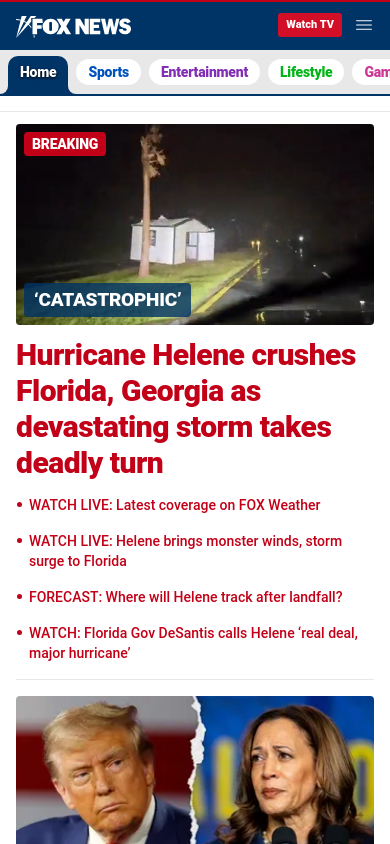 FOX NEWS
Watch TV
Home
Sports
Entertainment
Lifestyle
BREAKING
‘CATASTROPHIC’
Hurricane Helene crushes
Florida, Georgia as
devastating storm takes
deadly turn
• WATCH LIVE: Latest coverage on FOX Weather
• WATCH LIVE: Helene brings monster winds, storm
surge to Florida
• FORECAST: Where will Helene track after landfall?
• WATCH: Florida Gov DeSantis calls Helene ‘real deal,
major hurricane’